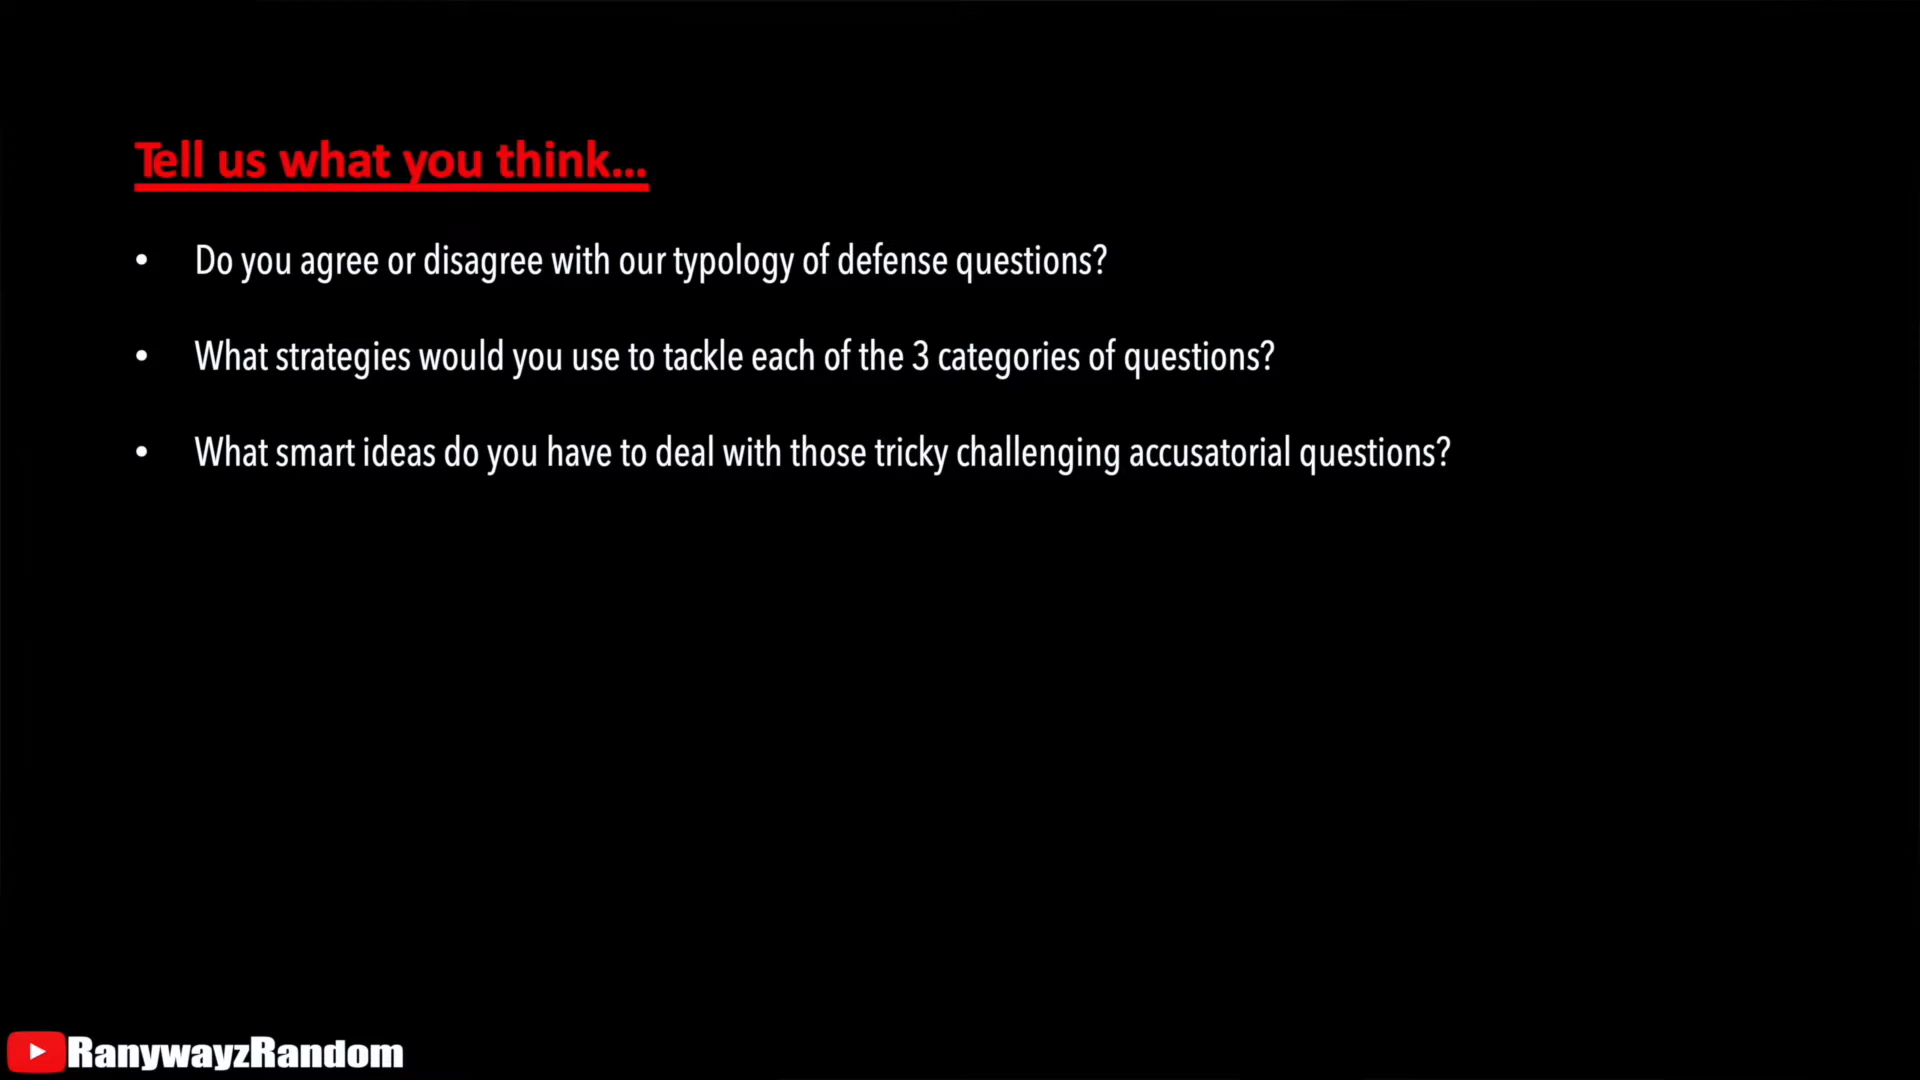 Tell us what you think...
• Do you agree or disagree with our typology of defense questions?
• What strategies would you use to tackle each of the 3 categories of questions?
• What smart ideas do you have to deal with those tricky challenging accusatorial questions?
RanywayzRandom